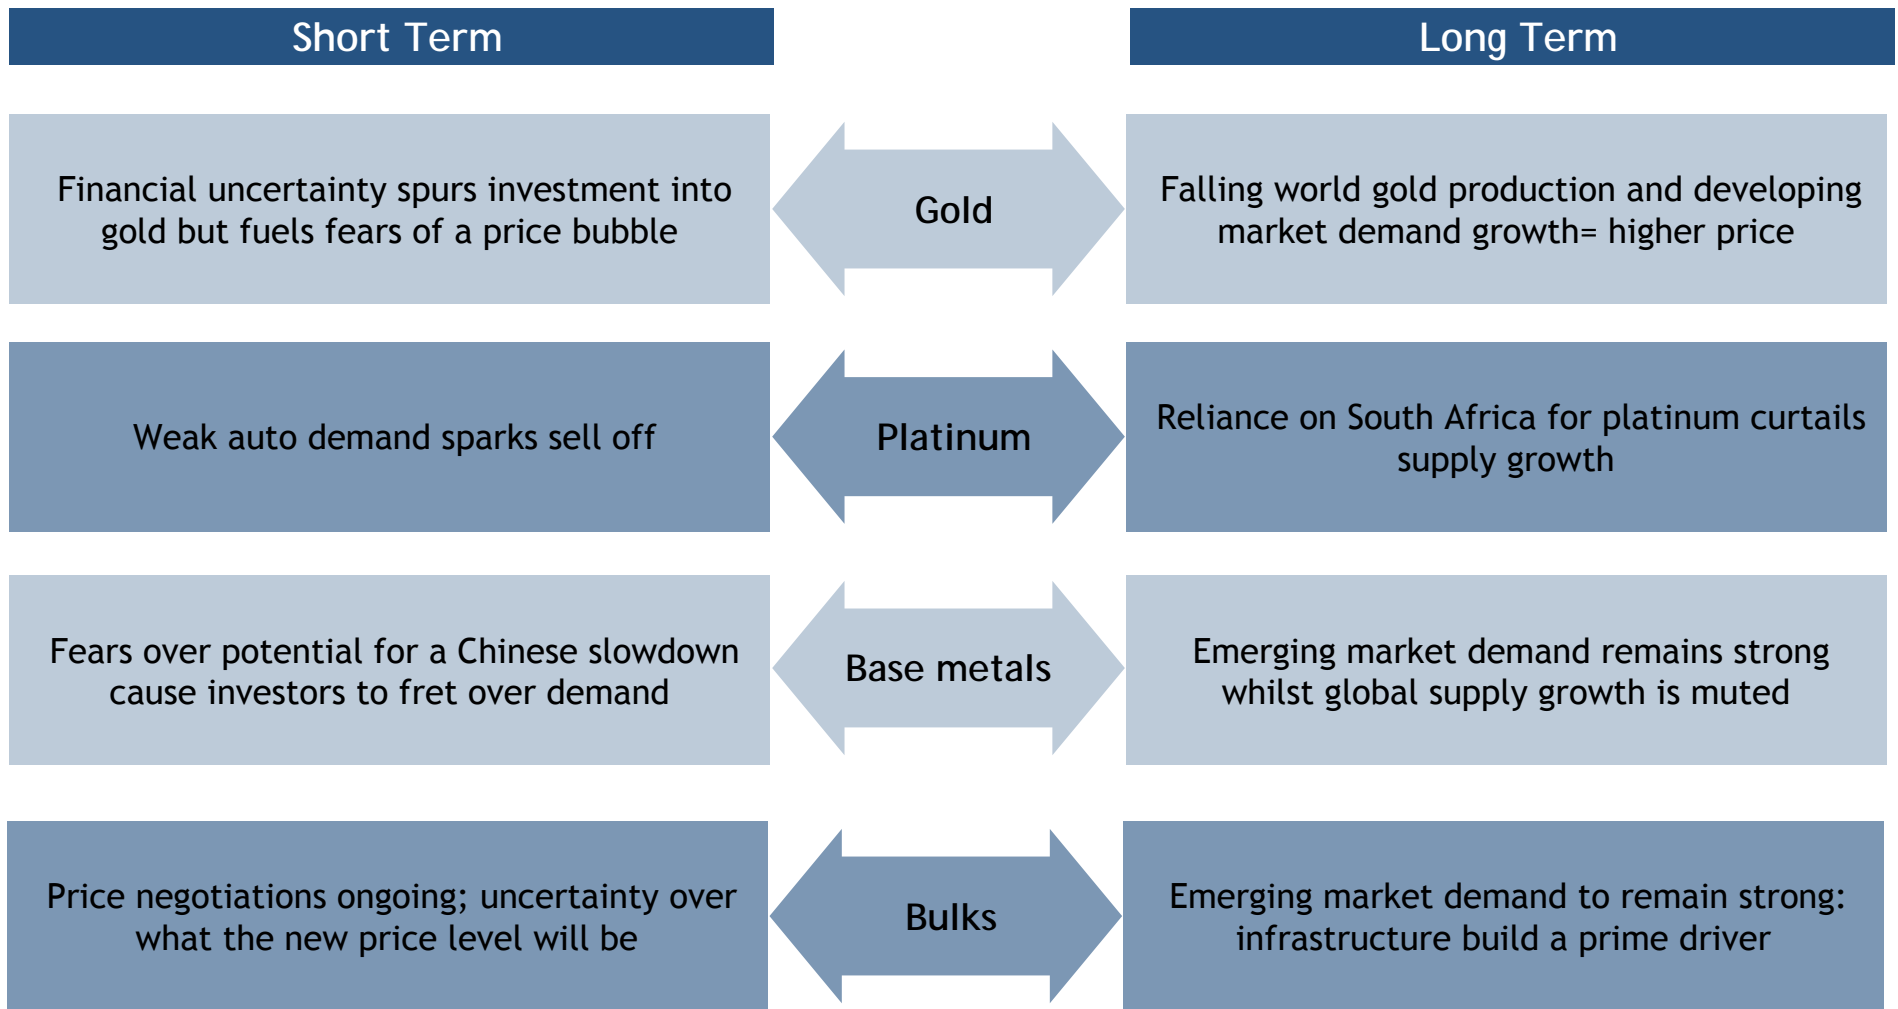 Short Term
Long Term
Financial uncertainty spurs investment into
gold but fuels fears of a price bubble
Gold
Falling world gold production and developing
market demand growth= higher price
Weak auto demand sparks sell off
Platinum
Reliance on South Africa for platinum curtails
supply growth
Fears over potential for a Chinese slowdown
cause investors to fret over demand
Base metals
Emerging market demand remains strong
whilst global supply growth is muted
Price negotiations ongoing; uncertainty over
what the new price level will be
Bulks
Emerging market demand to remain strong:
infrastructure build a prime driver